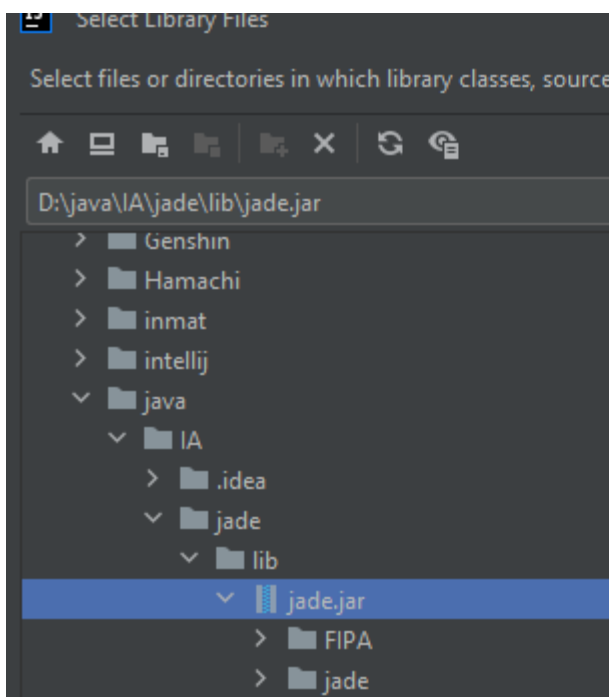 Select Library Files
Select files or directories in which library classes, source
D:\java\IA\jade\lib\jade.jar
Genshin
Hamachi
inmat
intellij
java
IA
.idea
jade
lib
jade.jar
FIPA
jade